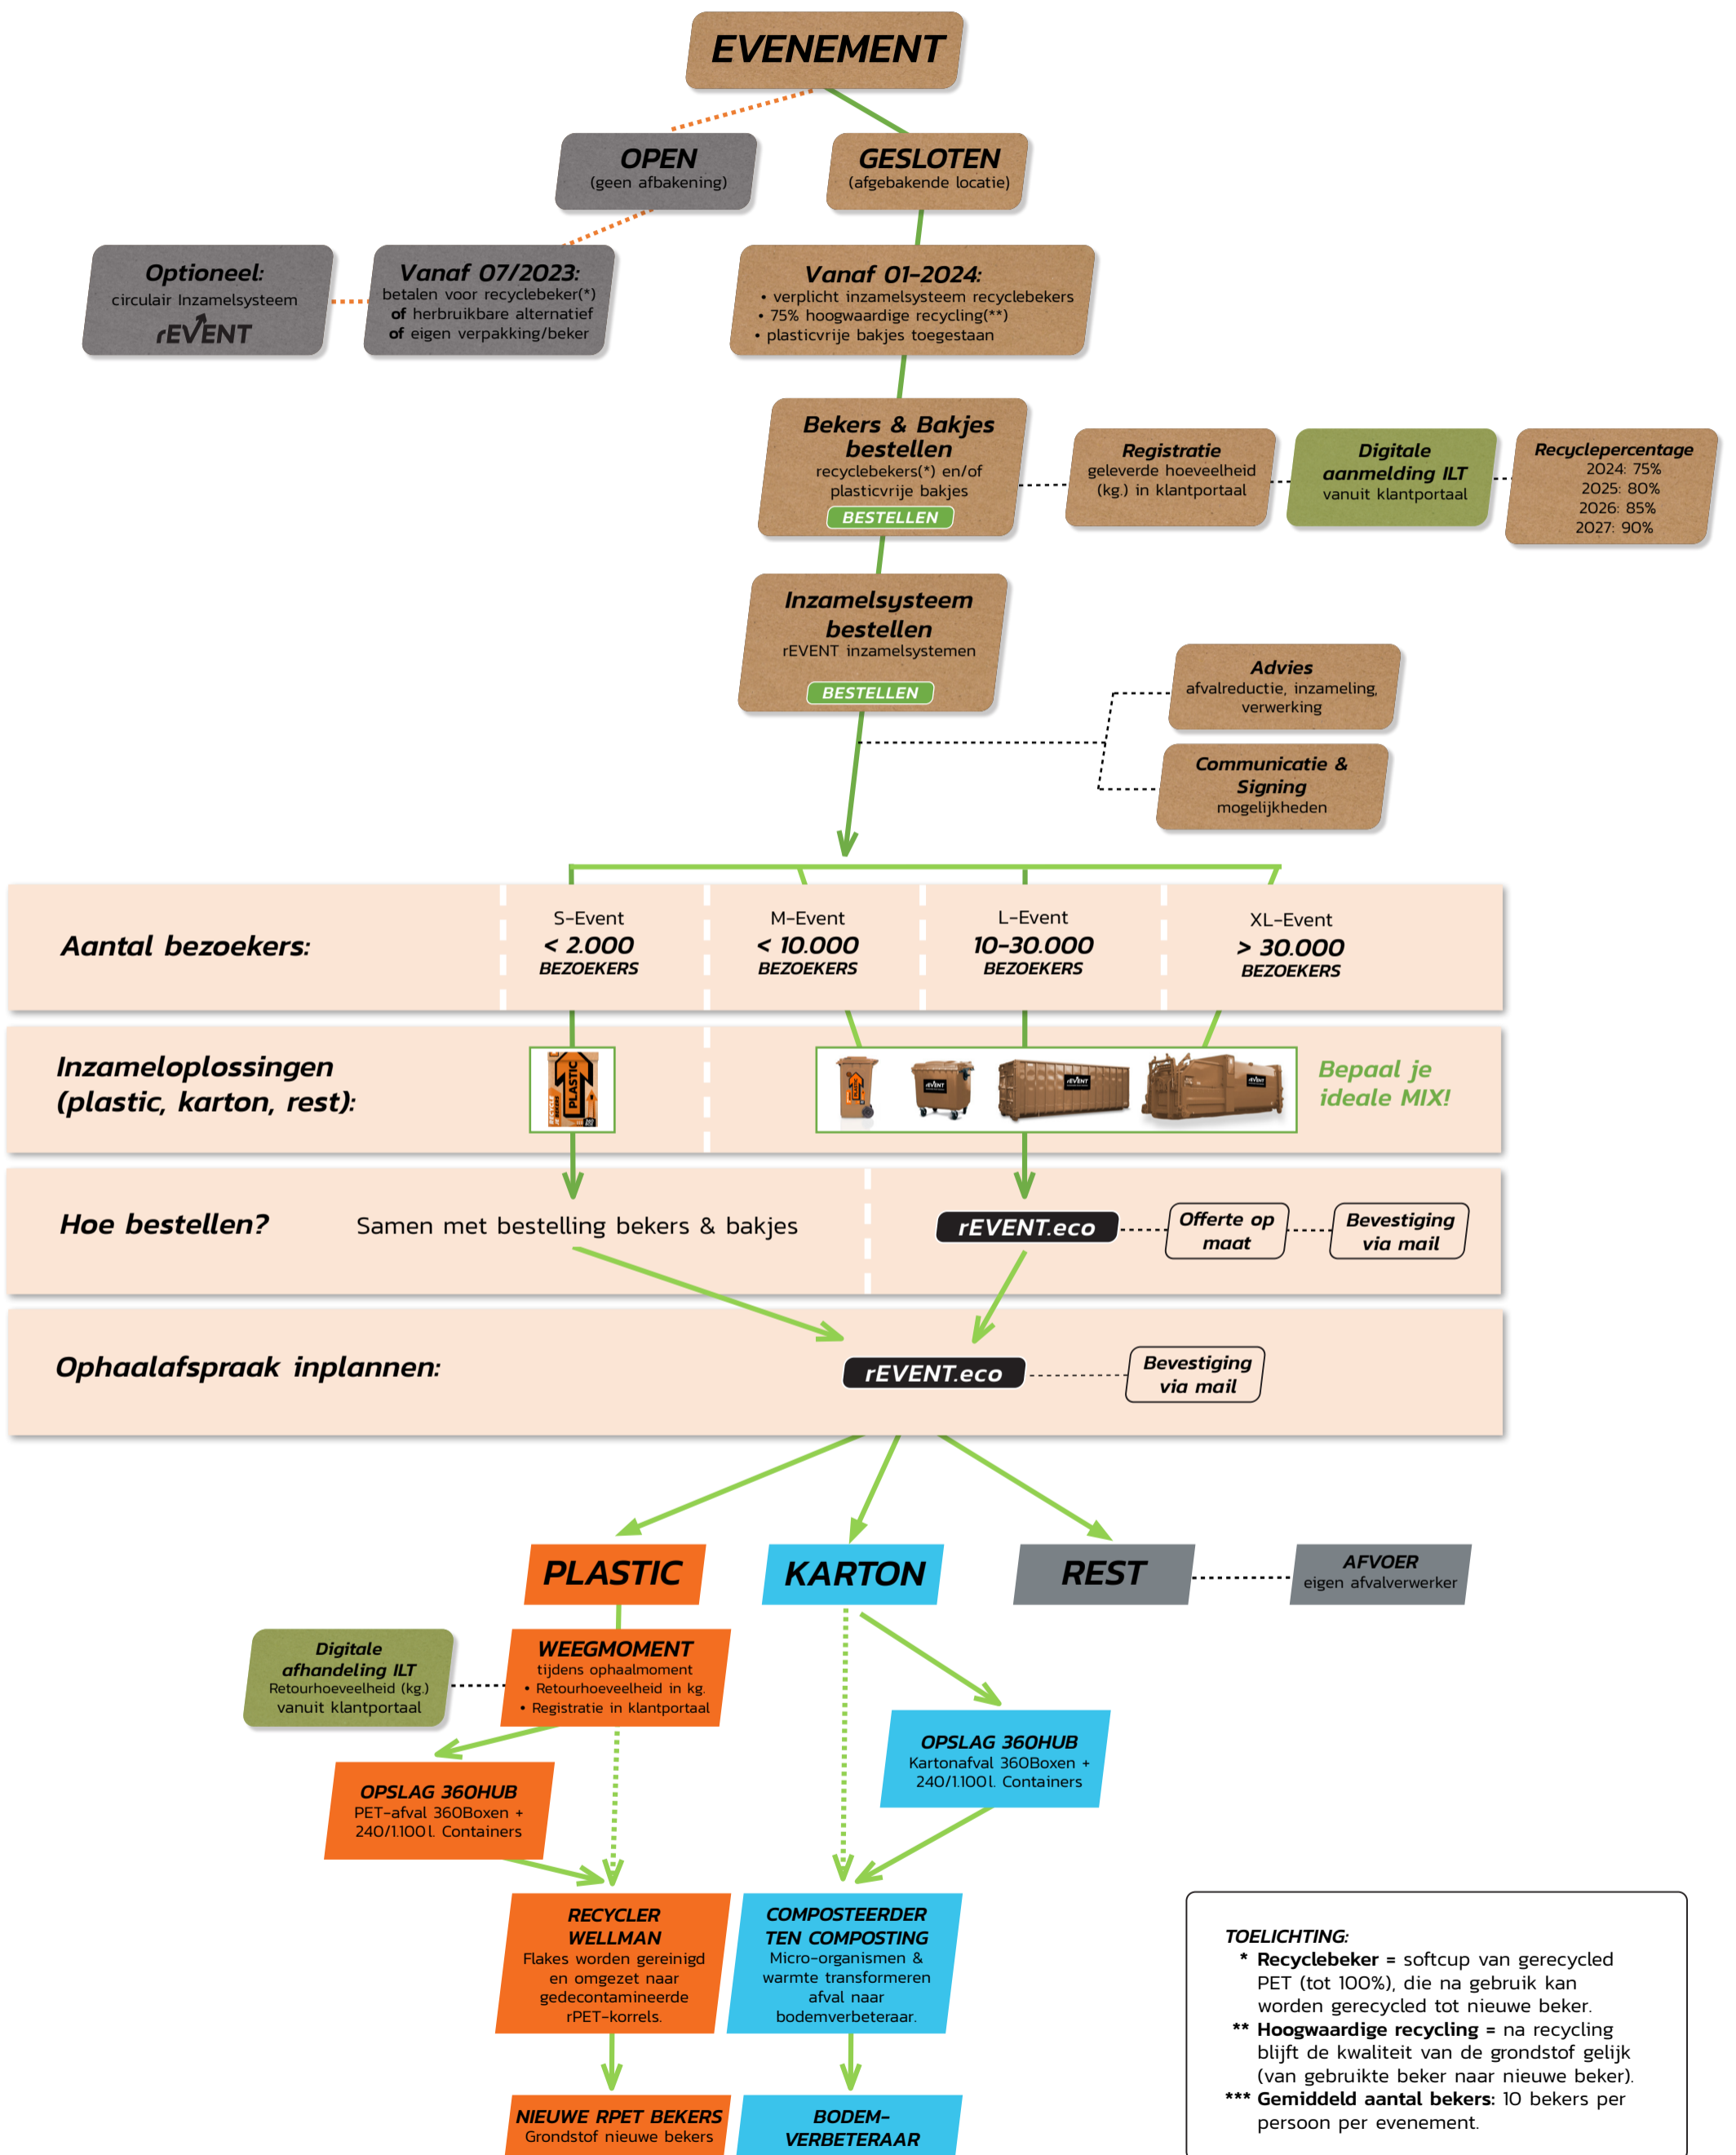 EVENEMENT
OPEN
(geen afbakening)
GESLOTEN
(afgebakende locatie)
Optioneel:
circulair Inzamelsysteem
rEVENT
Vanaf 07/2023:
betalen voor recyclebeker(*)
of herbruikbare alternatief
of eigen verpakking/beker
Vanaf 01-2024:
• verplicht inzamelsysteem recyclebekers
• 75% hoogwaardige recycling(**)
• plasticvrije bakjes toegestaan
Bekers & Bakjes
bestellen
recyclebekers(*) en/of
plasticvrije bakjes
BESTELLEN
Registratie
geleverde hoeveelheid
(kg.) in klantportaal
Digitale
aanmelding ILT
vanuit klantportaal
Recyclepercentage
2024: 75%
2025: 80%
2026: 85%
2027: 90%
Inzamelsysteem
bestellen
rEVENT inzamelsystemen
BESTELLEN
Advies
afvalreductie, inzameling,
verwerking
Communicatie &
Signing
mogelijkheden
Aantal bezoekers:
S-Event
< 2.000
BEZOEKERS
M-Event
< 10.000
BEZOEKERS
L-Event
10-30.000
BEZOEKERS
XL-Event
> 30.000
BEZOEKERS
Inzameloplossingen
(plastic, karton, rest):
PLASTIC
rEVENT
rEVENT
rEVENT
Bepaal je
ideale MIX!
Hoe bestellen?
Samen met bestelling bekers & bakjes
rEVENT.eco
Offerte op
maat
Bevestiging
via mail
Ophaalafspraak inplannen:
rEVENT.eco
Bevestiging
via mail
PLASTIC
KARTON
REST
AFVOER
eigen afvalverwerker
Digitale
afhandeling ILT
Retourhoeveelheid (kg.)
vanuit klantportaal
WEEGMOMENT
tijdens ophaalmoment
• Retourhoeveelheid in kg.
• Registratie in klantportaal
OPSLAG 360HUB
PET-afval 360Boxen +
240/1.100l. Containers
OPSLAG 360HUB
Kartonafval 360Boxen +
240/1.100l. Containers
RECYCLER
WELLMAN
Flakes worden gereinigd
en omgezet naar
gedecontamineerde
rPET-korrels.
COMPOSTEERDER
TEN COMPOSTING
Micro-organismen &
warmte transformeren
afval naar
bodemverbeteraar.
NIEUWE RPET BEKERS
Grondstof nieuwe bekers
BODEM-
VERBETERAAR
TOELICHTING:
* Recyclebeker = softcup van gerecycled
PET (tot 100%), die na gebruik kan
worden gerecycled tot nieuwe beker.
** Hoogwaardige recycling = na recycling
blijft de kwaliteit van de grondstof gelijk
(van gebruikte beker naar nieuwe beker).
*** Gemiddeld aantal bekers: 10 bekers per
persoon per evenement.